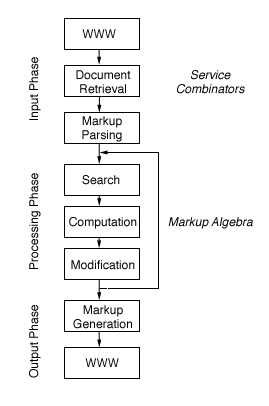 WWW
Document
Retrieval
Service
Combinators
Input Phase
Markup
Parsing
Search
Processing Phase
Computation
Markup Algebra
Modification
Markup
Generation
Output Phase
WWW